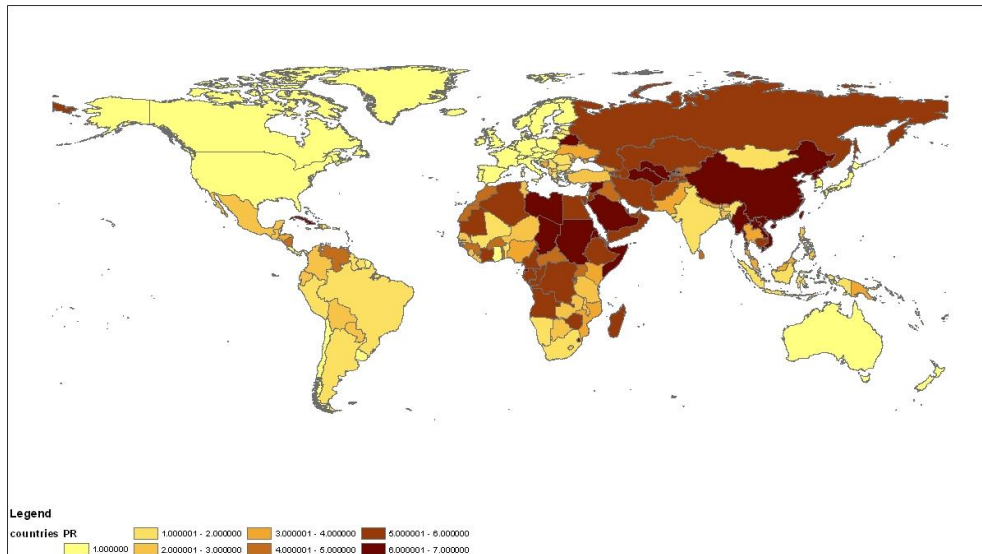 Legend
countries PR
1.000000
1.000001 - 2.000000
2.000001 - 3.000000
3.000001 - 4.000000
4.000001 - 5.000000
5.000001 - 6.000000
6.000001 - 7.000000